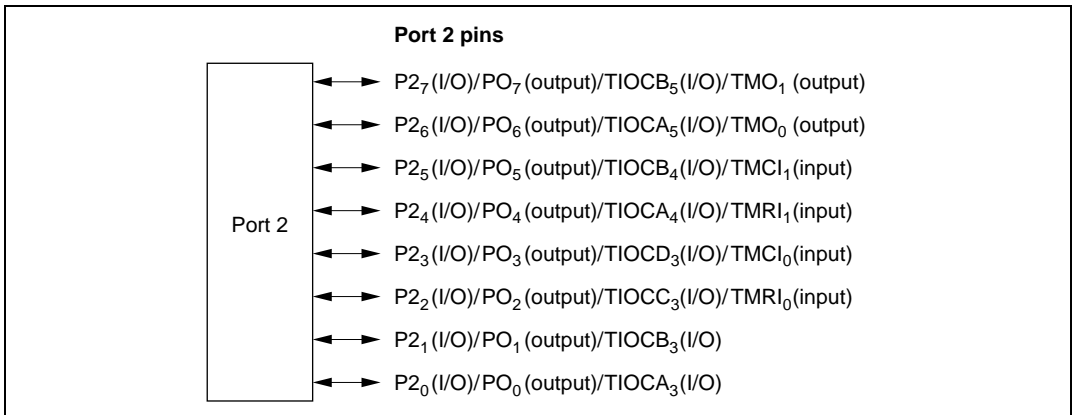 Port 2 pins
P2₇(I/O)/PO₇(output)/TIOCB₅(I/O)/TMO₁ (output)
P2₆(I/O)/PO₆(output)/TIOCA₅(I/O)/TMO₀ (output)
P2₅(I/O)/PO₅(output)/TIOCB₄(I/O)/TMCI₁(input)
Port 2
P2₄(I/O)/PO₄(output)/TIOCA₄(I/O)/TMRI₁(input)
P2₃(I/O)/PO₃(output)/TIOCD₃(I/O)/TMCI₀(input)
P2₂(I/O)/PO₂(output)/TIOCC₃(I/O)/TMRI₀(input)
P2₁(I/O)/PO₁(output)/TIOCB₃(I/O)
P2₀(I/O)/PO₀(output)/TIOCA₃(I/O)